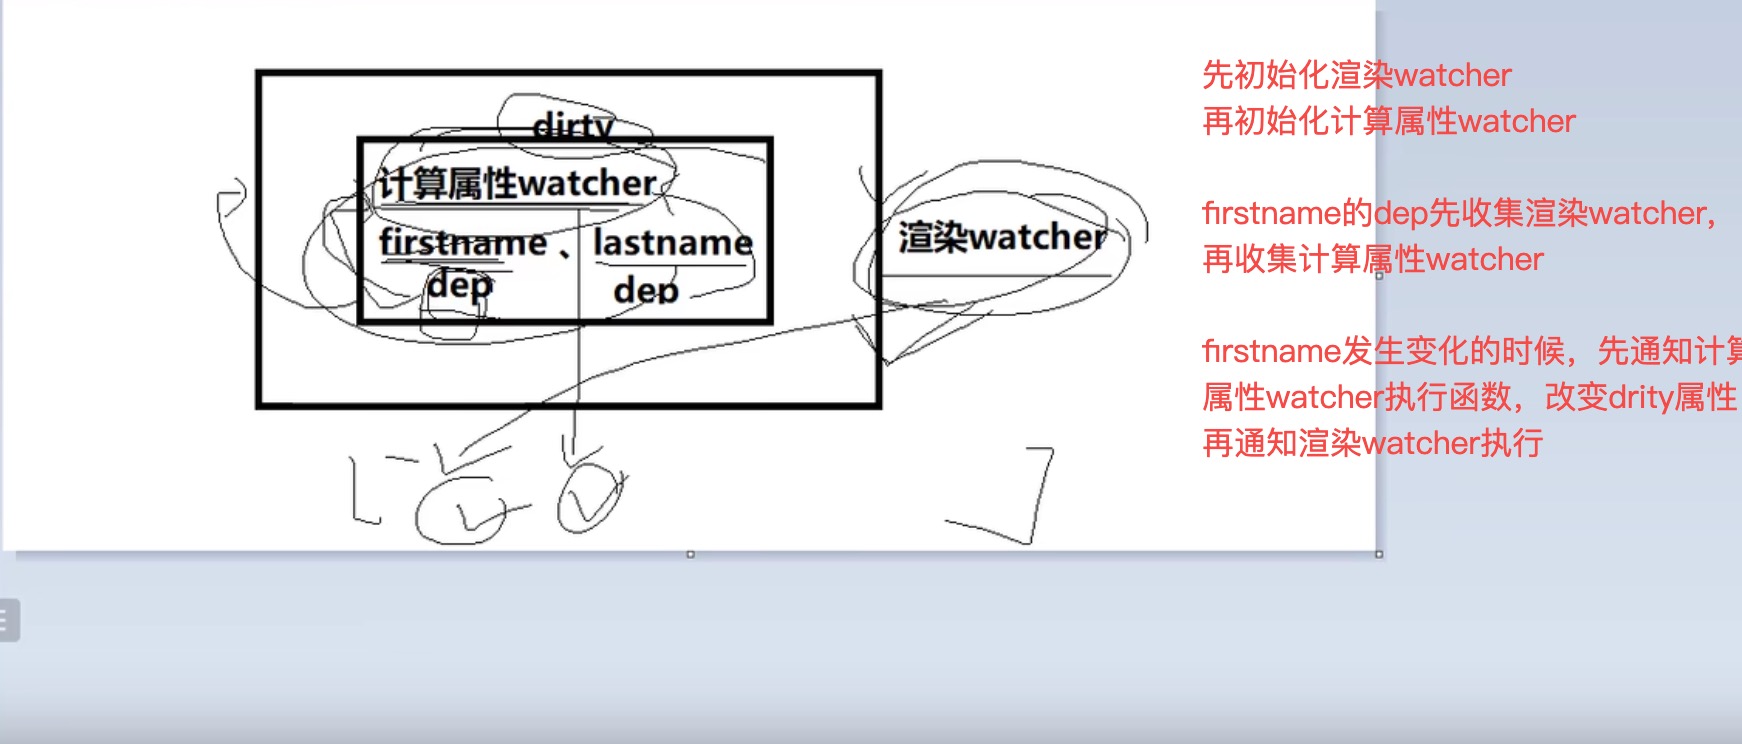 dirty
计算属性watcher
firstname 、lastname
dep dep
渲染watcher
先初始化渲染watcher
再初始化计算属性watcher
firstname的dep先收集渲染watcher，
再收集计算属性watcher
firstname发生变化的时候，先通知计算
属性watcher执行函数，改变drity属性
再通知渲染watcher执行